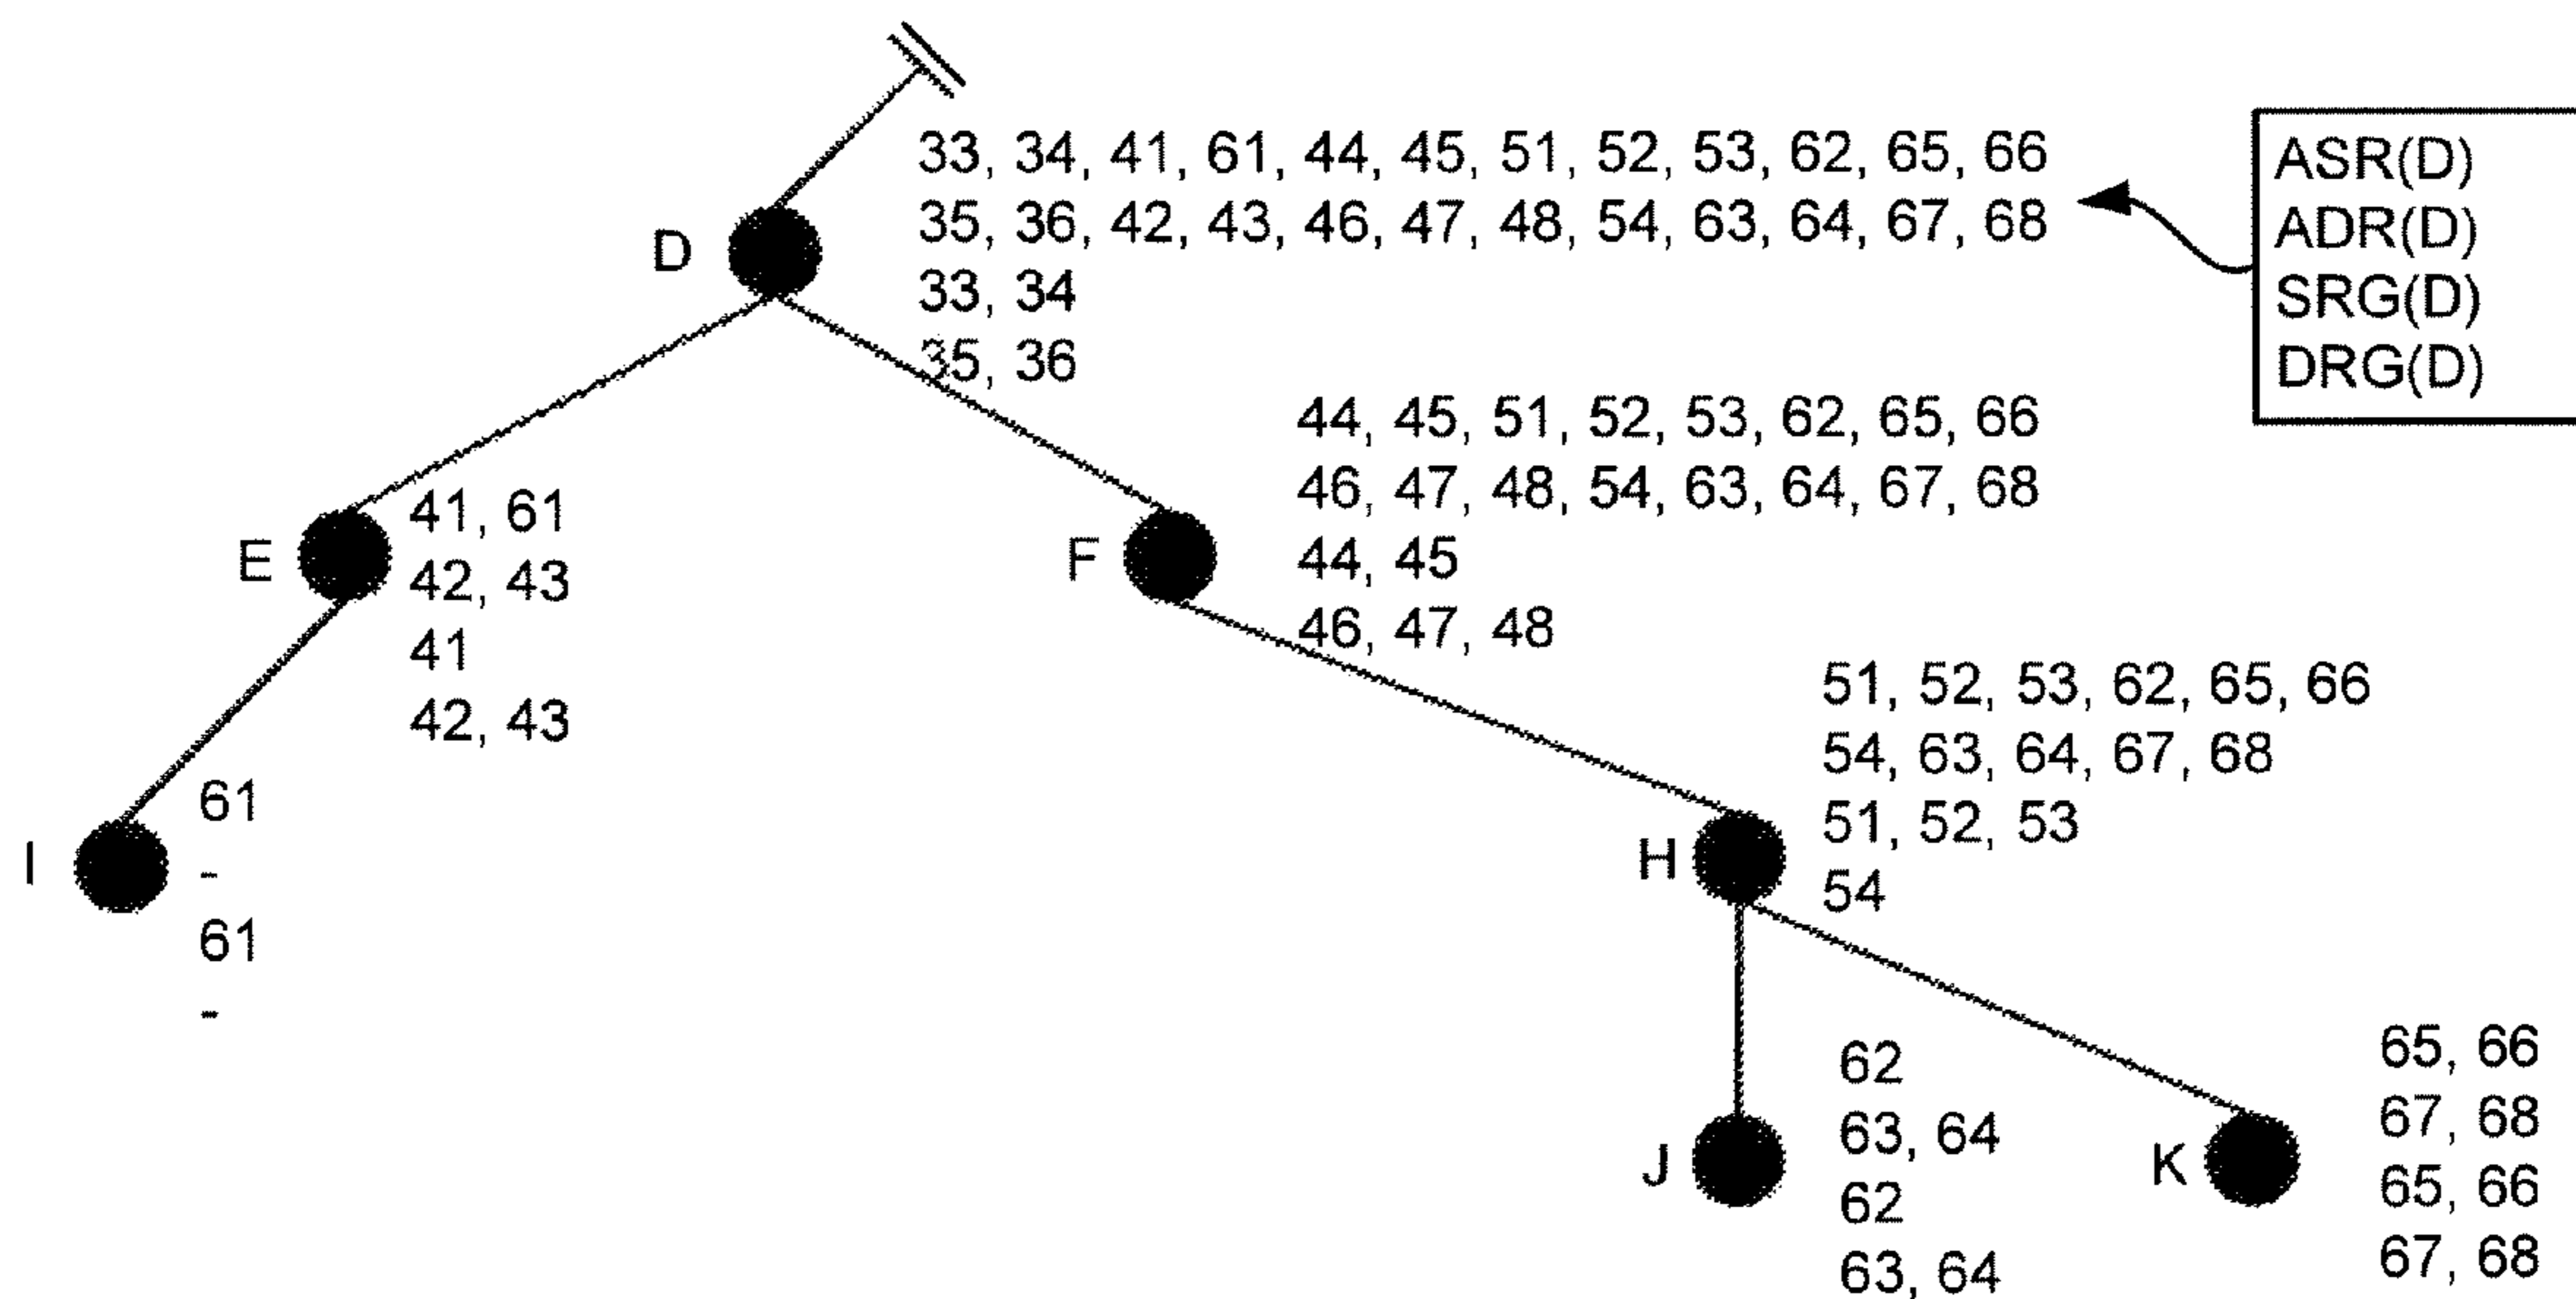 33, 34, 41, 61, 44, 45, 51, 52, 53, 62, 65, 66
35, 36, 42, 43, 46, 47, 48, 54, 63, 64, 67, 68
33, 34
35, 36
D
ASR(D)
ADR(D)
SRG(D)
DRG(D)
E
41, 61
42, 43
41
42, 43
F
44, 45, 51, 52, 53, 62, 65, 66
46, 47, 48, 54, 63, 64, 67, 68
44, 45
46, 47, 48
I
61
-
61
-
H
51, 52, 53, 62, 65, 66
54, 63, 64, 67, 68
51, 52, 53
54
J
62
63, 64
62
63, 64
K
65, 66
67, 68
65, 66
67, 68